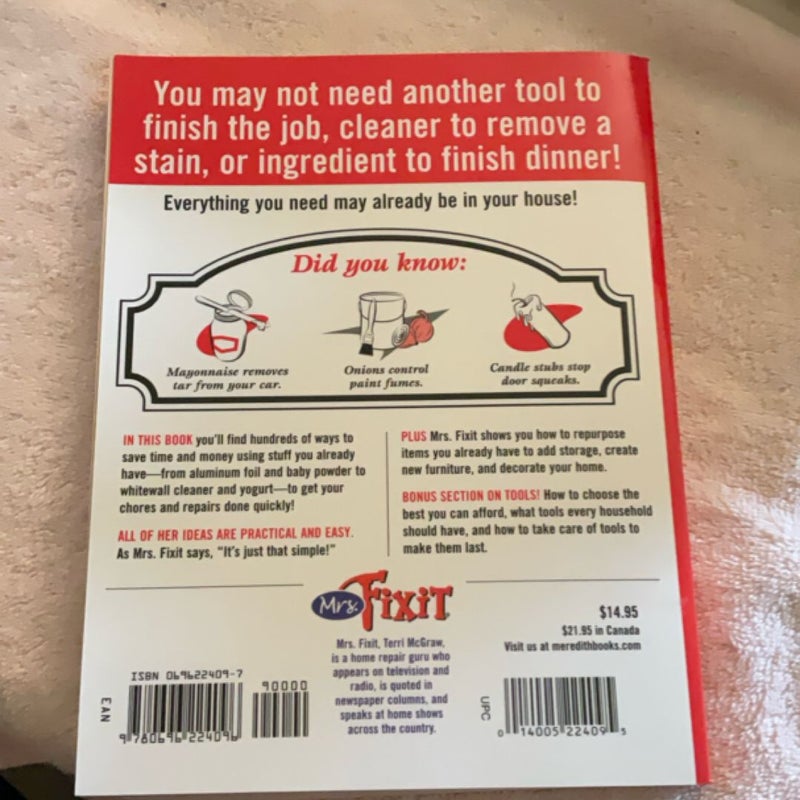 You may not need another tool to
finish the job, cleaner to remove a
stain, or ingredient to finish dinner!
Everything you need may already be in your house!
Did you know:
Mayonnaise removes
tar from your car.
Onions control
paint fumes.
Candle stubs stop
door squeaks.
IN THIS BOOK you'll find hundreds of ways to
save time and money using stuff you already
have—from aluminum foil and baby powder to
whitewall cleaner and yogurt—to get your
chores and repairs done quickly!
ALL OF HER IDEAS ARE PRACTICAL AND EASY.
As Mrs. Fixit says, "It's just that simple!"
PLUS Mrs. Fixit shows you how to repurpose
items you already have to add storage, create
new furniture, and decorate your home.
BONUS SECTION ON TOOLS! How to choose the
best you can afford, what tools every household
should have, and how to take care of tools to
make them last.
Mrs. FIXIT
Mrs. Fixit, Terri McGraw,
is a home repair guru who
appears on television and
radio, is quoted in
newspaper columns, and
speaks at home shows
across the country.
$14.95
$21.95 in Canada
Visit us at meredithbooks.com
ISBN 069622409-7
90000
EAN
9 780696 224096
UPC
0 14005 22409 5